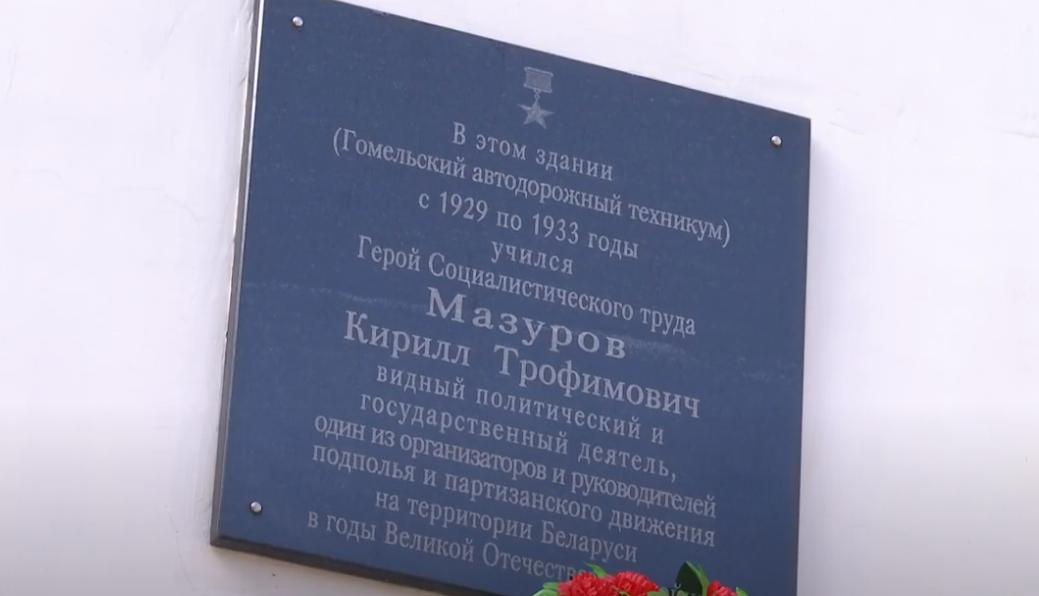 В этом здании
(Гомельский автодорожный техникум)
с 1929 по 1933 годы
учился
Герой Социалистического труда
Мазуров
Кирилл Трофимович
видный политический и
государственный деятель,
один из организаторов и руководителей
подполья и партизанского движения
на территории Беларуси
в годы Великой